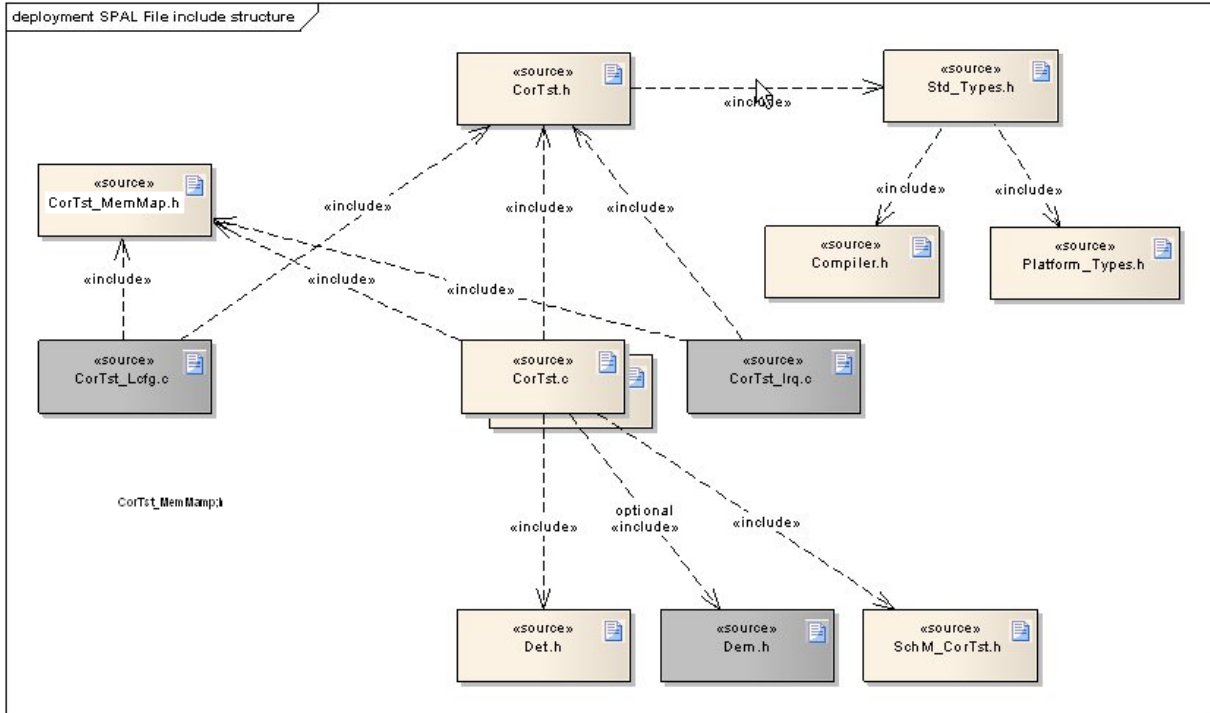 deployment SPAL File include structure
«source»
CorTst.h
«include»
«source»
Std_Types.h
«source»
CorTst_MemMap.h
«include»
«include»
«include»
«include»
«include»
«source»
Compiler.h
«source»
Platform_Types.h
«include»
«include»
«include»
«source»
CorTst_Lcfg.c
«source»
CorTst.c
«source»
CorTst_Irq.c
CorTst_MemMamp;h
«include»
optional
«include»
«include»
«source»
Det.h
«source»
Dem.h
«source»
SchM_CorTst.h